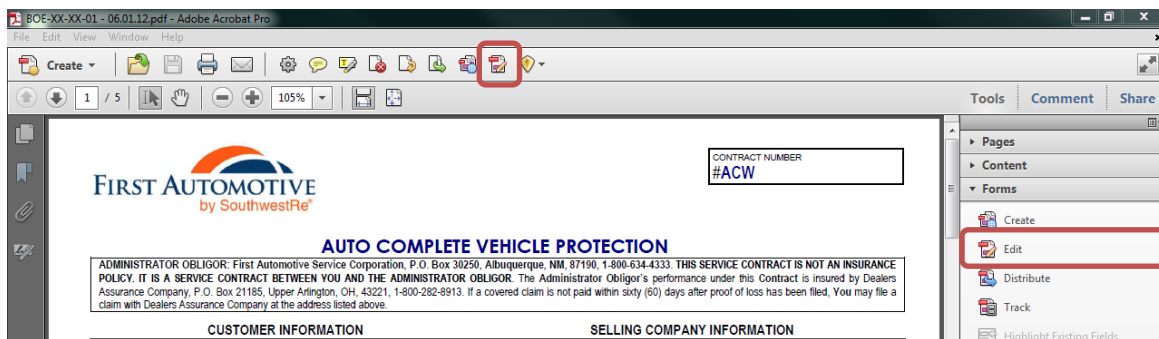 BOE-XX-XX-01 - 06.01.12.pdf - Adobe Acrobat Pro
File Edit View Window Help
Create
1 / 5 105% Tools Comment Share
Pages
Content
Forms
Create
Edit
Distribute
Track
Highlight Existing Fields
FIRST AUTOMOTIVE
by SouthwestRe®
CONTRACT NUMBER
#ACW
AUTO COMPLETE VEHICLE PROTECTION
ADMINISTRATOR OBLIGOR: First Automotive Service Corporation, P.O. Box 30250, Albuquerque, NM, 87190, 1-800-634-4333. THIS SERVICE CONTRACT IS NOT AN INSURANCE
POLICY. IT IS A SERVICE CONTRACT BETWEEN YOU AND THE ADMINISTRATOR OBLIGOR. The Administrator Obligor's performance under this Contract is insured by Dealers
Assurance Company, P.O. Box 21185, Upper Arlington, OH, 43221, 1-800-282-8913. If a covered claim is not paid within sixty (60) days after proof of loss has been filed, You may file a
claim with Dealers Assurance Company at the address listed above.
CUSTOMER INFORMATION SELLING COMPANY INFORMATION